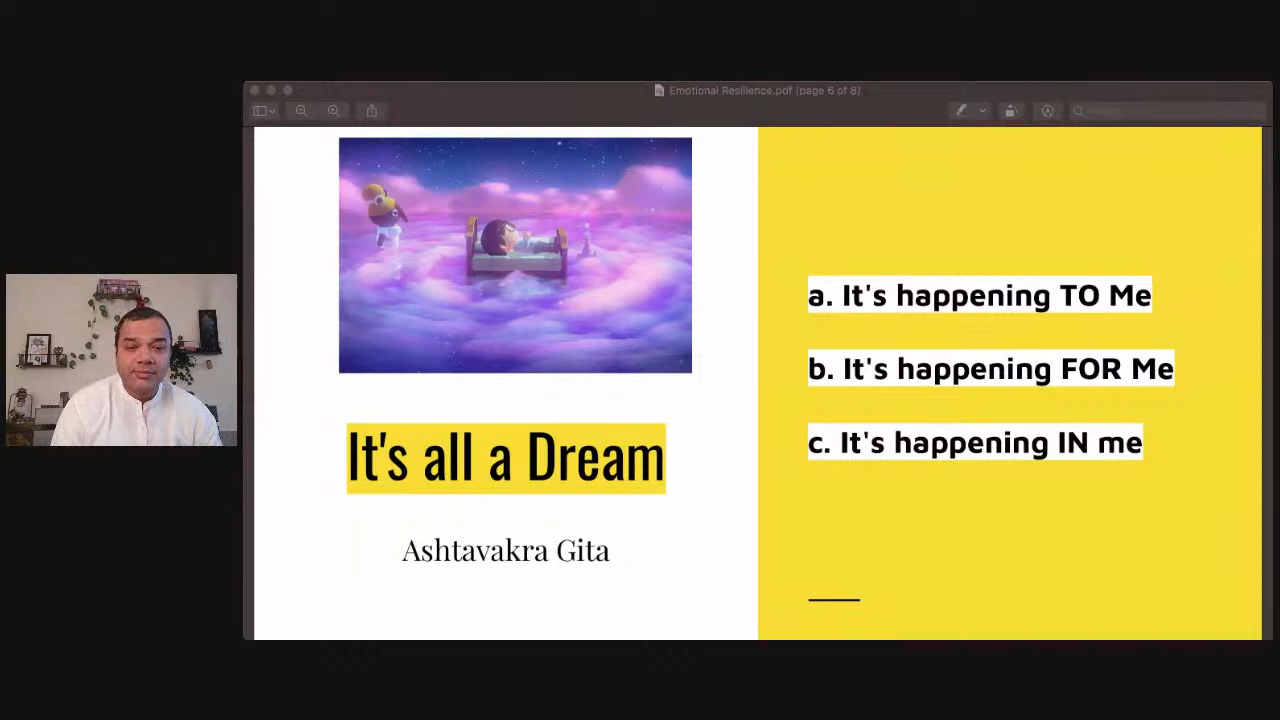 Emotional Resilience.pdf (page 6 of 8)
It's all a Dream
Ashtavakra Gita
a. It's happening TO Me
b. It's happening FOR Me
c. It's happening IN me